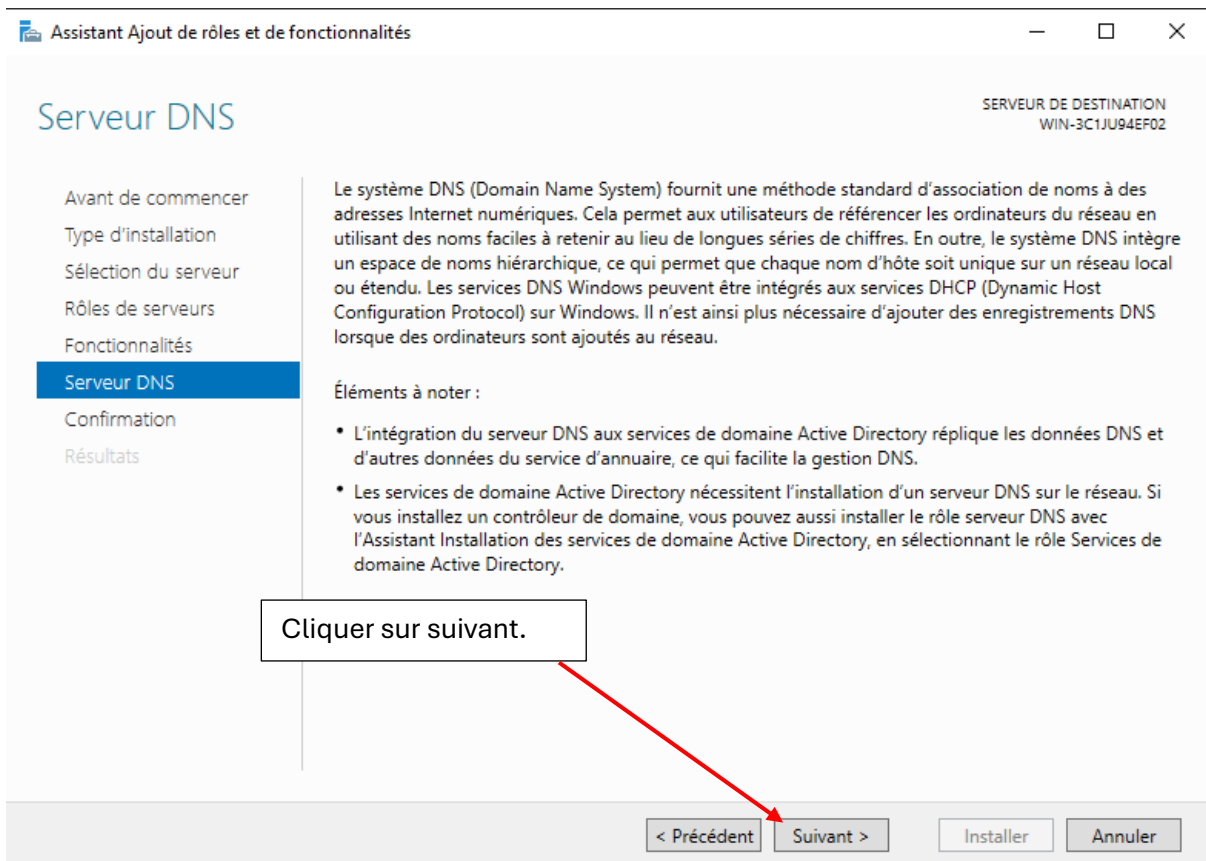 Assistant Ajout de rôles et de fonctionnalités
Serveur DNS
SERVEUR DE DESTINATION
WIN-3C1JU94EF02
Avant de commencer
Type d'installation
Sélection du serveur
Rôles de serveurs
Fonctionnalités
Serveur DNS
Confirmation
Résultats
Le système DNS (Domain Name System) fournit une méthode standard d'association de noms à des
adresses Internet numériques. Cela permet aux utilisateurs de référencer les ordinateurs du réseau en
utilisant des noms faciles à retenir au lieu de longues séries de chiffres. En outre, le système DNS intègre
un espace de noms hiérarchique, ce qui permet que chaque nom d'hôte soit unique sur un réseau local
ou étendu. Les services DNS Windows peuvent être intégrés aux services DHCP (Dynamic Host
Configuration Protocol) sur Windows. Il n'est ainsi plus nécessaire d'ajouter des enregistrements DNS
lorsque des ordinateurs sont ajoutés au réseau.
Éléments à noter :
• L'intégration du serveur DNS aux services de domaine Active Directory réplique les données DNS et
d'autres données du service d'annuaire, ce qui facilite la gestion DNS.
• Les services de domaine Active Directory nécessitent l'installation d'un serveur DNS sur le réseau. Si
vous installez un contrôleur de domaine, vous pouvez aussi installer le rôle serveur DNS avec
l'Assistant Installation des services de domaine Active Directory, en sélectionnant le rôle Services de
domaine Active Directory.
Cliquer sur suivant.
< Précédent
Suivant >
Installer
Annuler